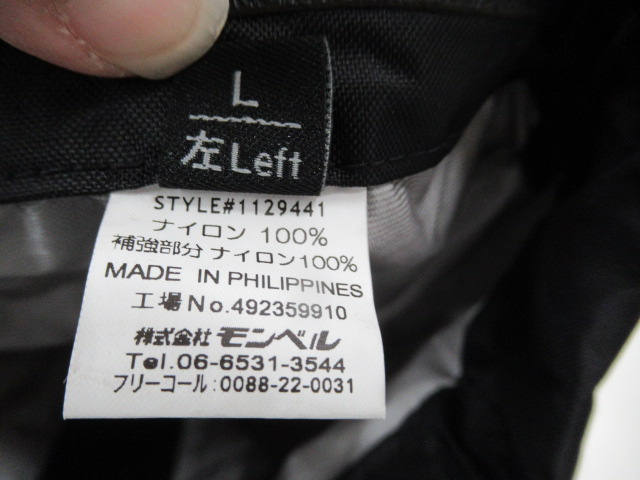 L
左Left
STYLE#1129441
ナイロン 100%
補強部分 ナイロン100%
MADE IN PHILIPPINES
工場No.492359910
株式会社 モンベル
Tel.06-6531-3544
フリーコール:0088-22-0031